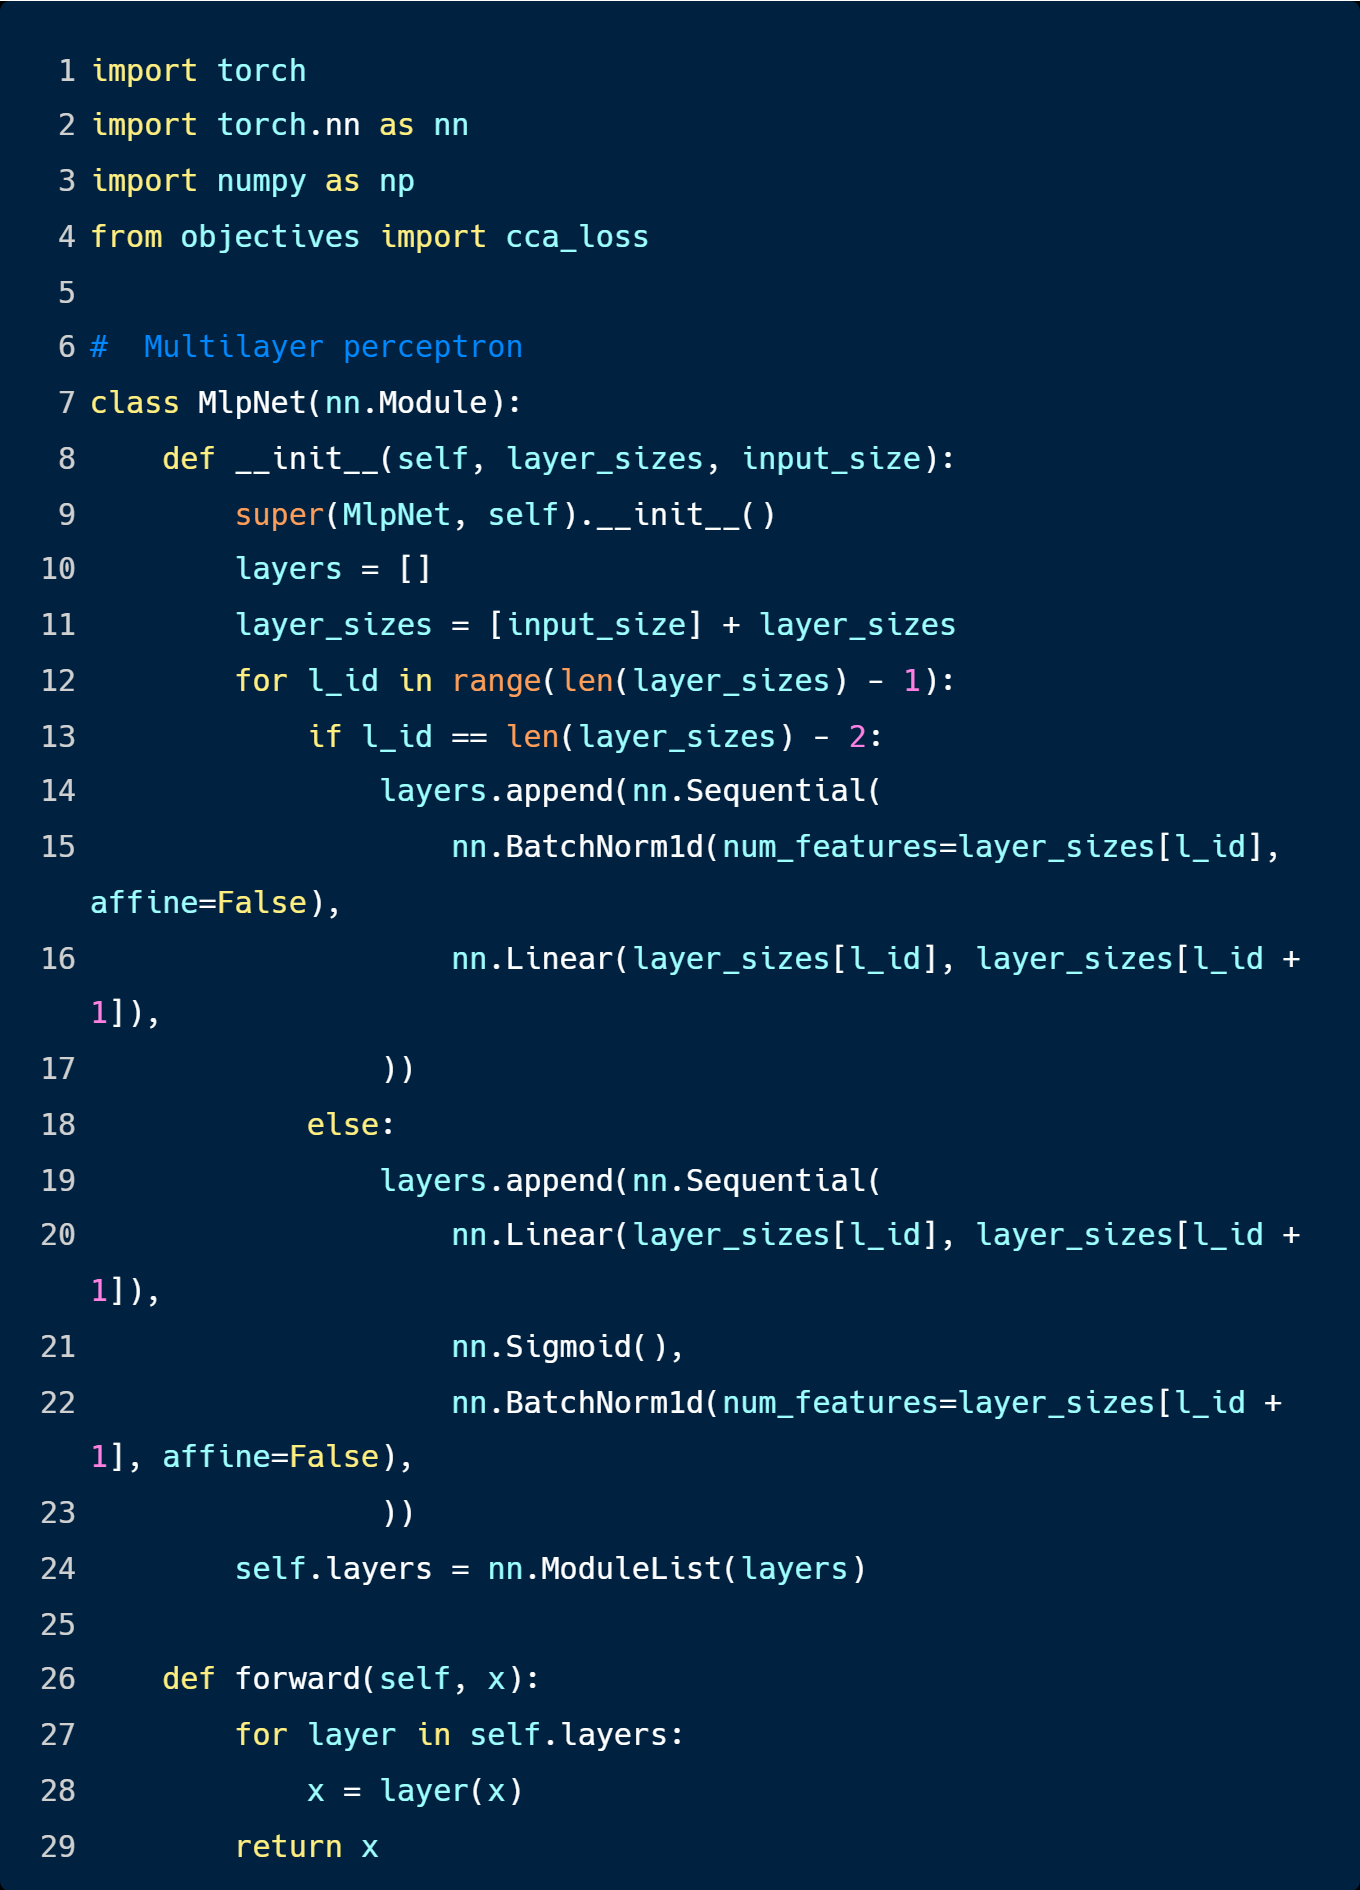 1 import torch
2 import torch.nn as nn
3 import numpy as np
4 from objectives import cca_loss
5
6 #  Multilayer perceptron
7 class MlpNet(nn.Module):
8     def __init__(self, layer_sizes, input_size):
9         super(MlpNet, self).__init__()
10         layers = []
11         layer_sizes = [input_size] + layer_sizes
12         for l_id in range(len(layer_sizes) - 1):
13             if l_id == len(layer_sizes) - 2:
14                 layers.append(nn.Sequential(
15                     nn.BatchNorm1d(num_features=layer_sizes[l_id],
affine=False),
16                     nn.Linear(layer_sizes[l_id], layer_sizes[l_id +
1]),
17                 ))
18             else:
19                 layers.append(nn.Sequential(
20                     nn.Linear(layer_sizes[l_id], layer_sizes[l_id +
1]),
21                     nn.Sigmoid(),
22                     nn.BatchNorm1d(num_features=layer_sizes[l_id +
1], affine=False),
23                 ))
24         self.layers = nn.ModuleList(layers)
25
26     def forward(self, x):
27         for layer in self.layers:
28             x = layer(x)
29         return x